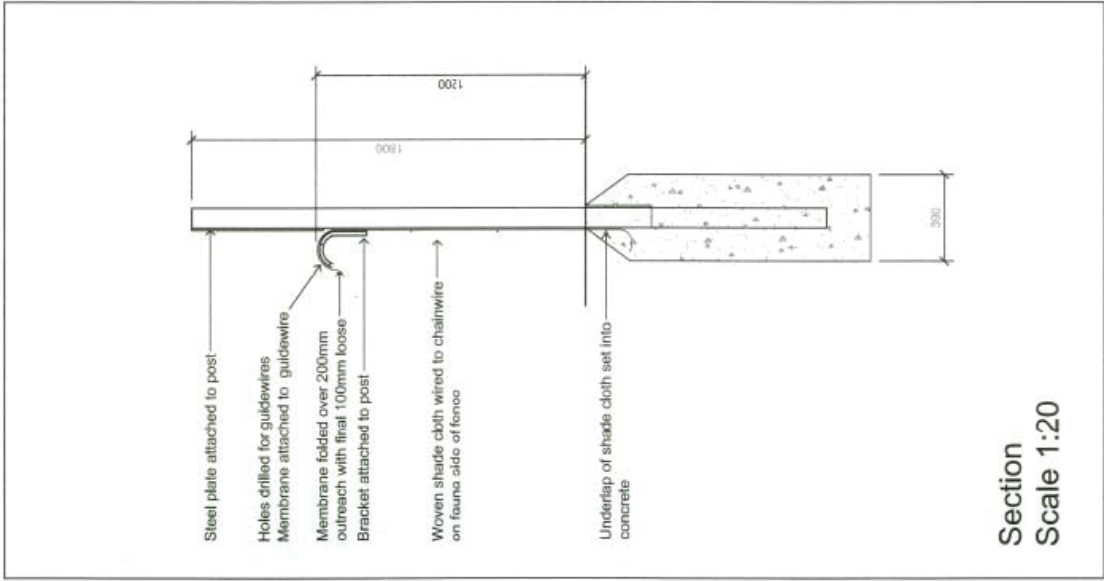 Steel plate attached to post
Holes drilled for guidewires
Membrane attached to guidewire
Membrane folded over 200mm
outreach with final 100mm loose
Bracket attached to post
Woven shade cloth wired to chainwire
on fauna side of fence
Underlap of shade cloth set into
concrete
1200
1800
390
Section
Scale 1:20